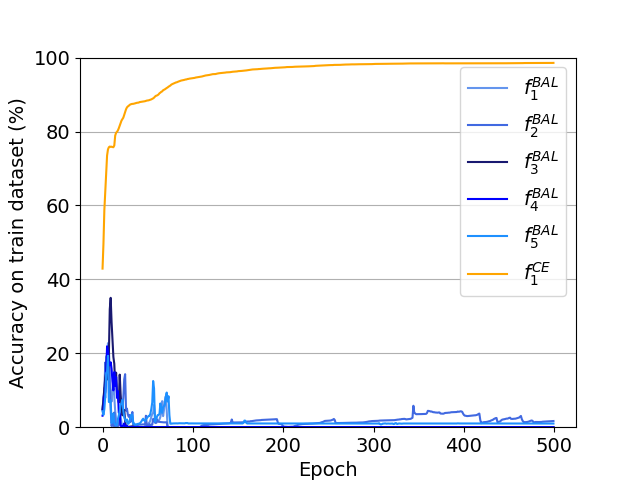 100
80
60
40
20
0
Accuracy on train dataset (%)
0 100 200 300 400 500
Epoch
f_1^{BAL}
f_2^{BAL}
f_3^{BAL}
f_4^{BAL}
f_5^{BAL}
f_1^{CE}